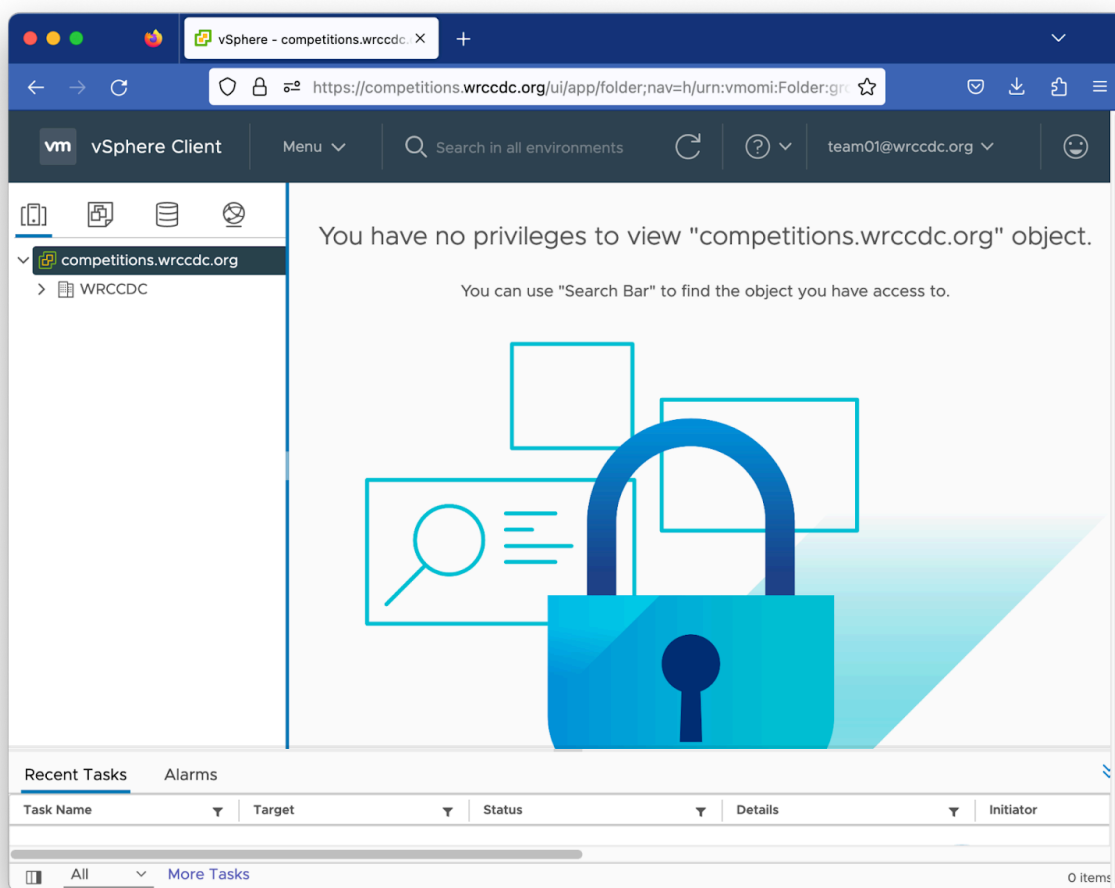 vSphere - competitions.wrccdc.
https://competitions.wrccdc.org/ui/app/folder;nav=h/urn:vmomi:Folder:gro
vm vSphere Client Menu Search in all environments team01@wrccdc.org
competitions.wrccdc.org
WRCCDC
You have no privileges to view "competitions.wrccdc.org" object.
You can use "Search Bar" to find the object you have access to.
Recent Tasks Alarms
Task Name Target Status Details Initiator
All More Tasks 0 items